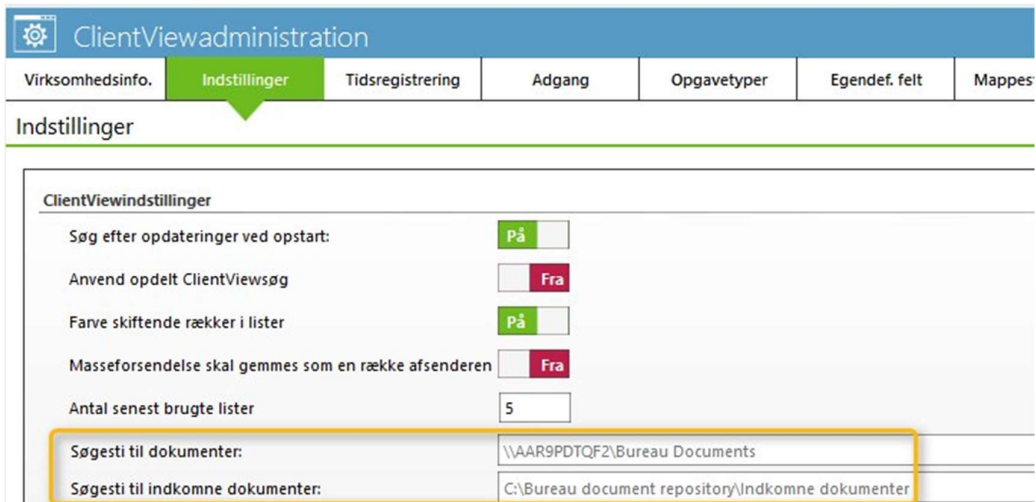 ClientViewadministration
Virksomhedsinfo. Indstillinger Tidsregistrering Adgang Opgavetyper Egendef. felt
Indstillinger
ClientViewindstillinger
Søg efter opdateringer ved opstart: På
Anvend opdelt ClientViewsøg Fra
Farve skiftende rækker i lister På
Masseforsendelse skal gemmes som en række afsenderen Fra
Antal senest brugte lister 5
Søgesti til dokumenter: \\AAR9PDTQF2\Bureau Documents
Søgesti til indkomne dokumenter: C:\Bureau document repository\Indkomne dokumenter